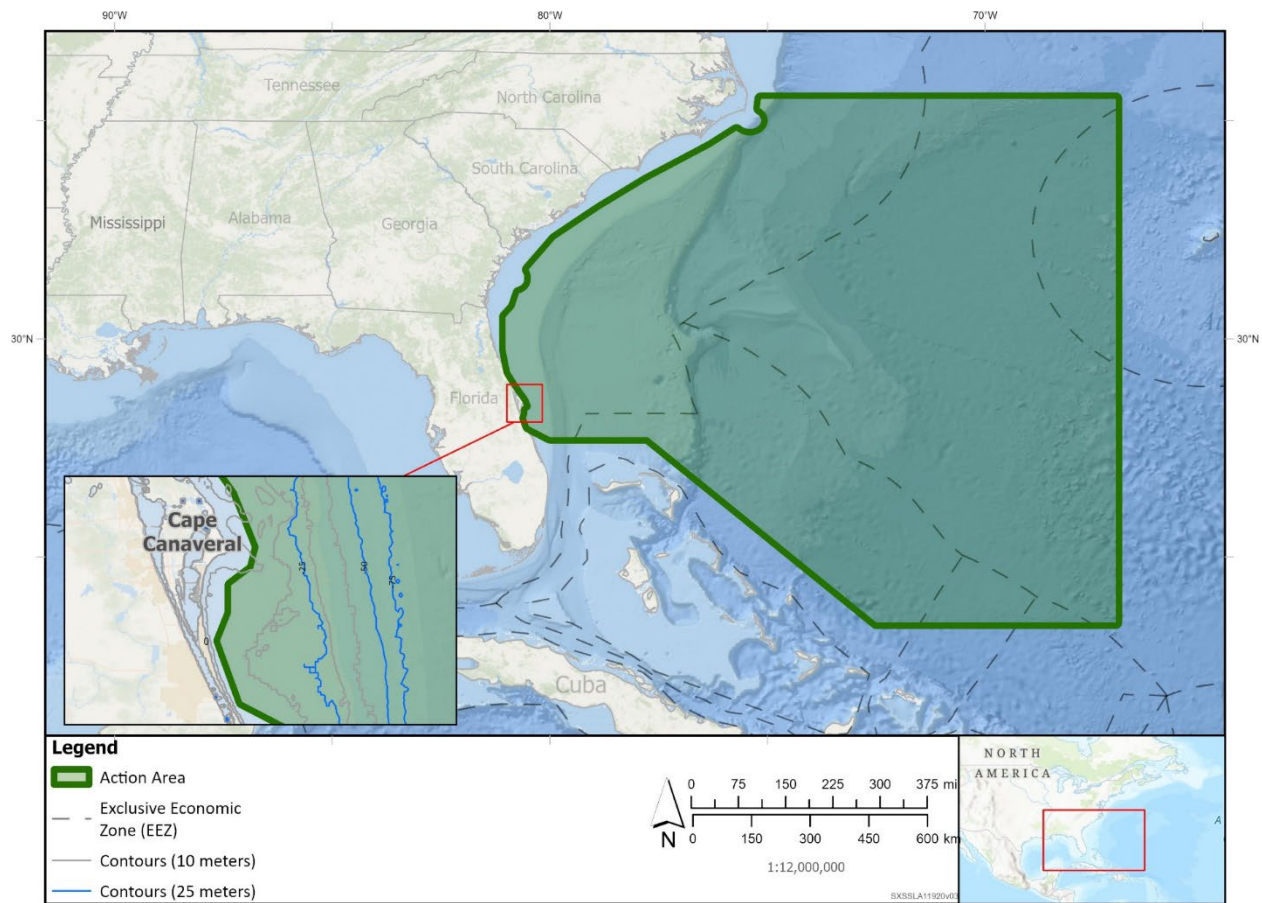 90°W 80°W 70°W
Tennessee
North Carolina
South Carolina
Mississippi
Alabama
Georgia
30°N
30°N
Florida
Cape
Canaveral
-25
-50
-75
0
Cuba
Legend
Action Area
Exclusive Economic
Zone (EEZ)
Contours (10 meters)
Contours (25 meters)
N
0 75 150 225 300 375 mi
0 150 300 450 600 km
1:12,000,000
SXSSLA11920v03
NORTH
AMERICA